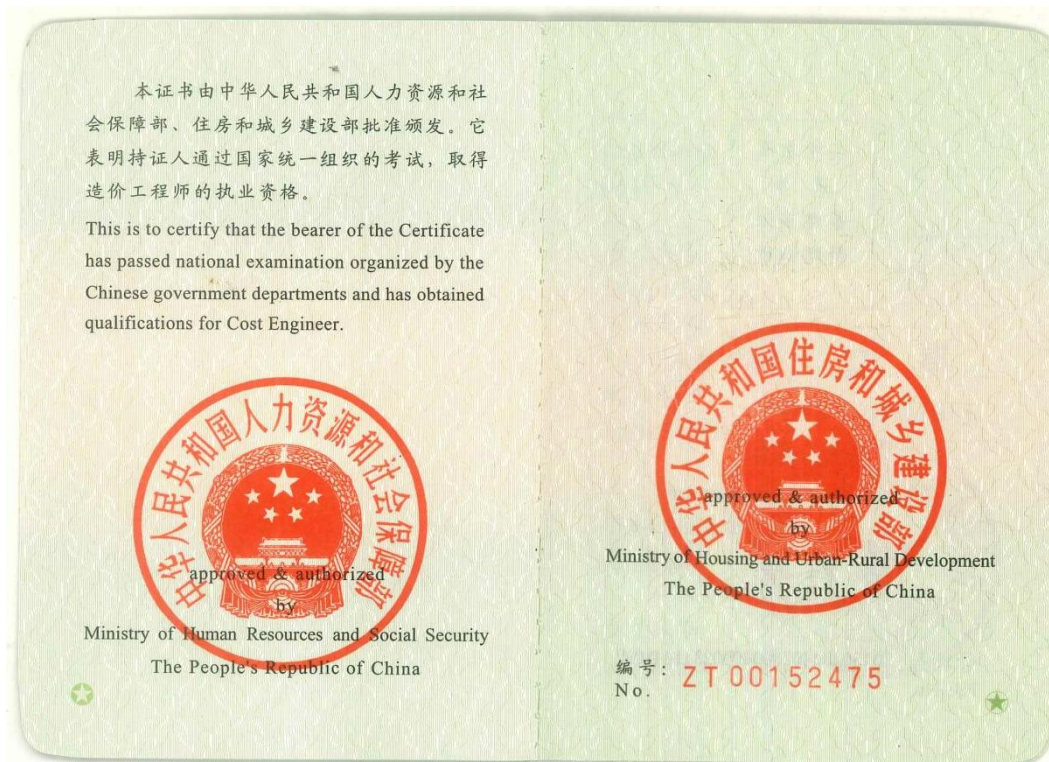 本证书由中华人民共和国人力资源和社
会保障部、住房和城乡建设部批准颁发。它
表明持证人通过国家统一组织的考试，取得
造价工程师的执业资格。
This is to certify that the bearer of the Certificate
has passed national examination organized by the
Chinese government departments and has obtained
qualifications for Cost Engineer.
中华人民共和国人力资源和社会保障部
approved & authorized
by
Ministry of Human Resources and Social Security
The People's Republic of China
中华人民共和国住房和城乡建设部
approved & authorized
by
Ministry of Housing and Urban-Rural Development
The People's Republic of China
编号:
No. ZT00152475